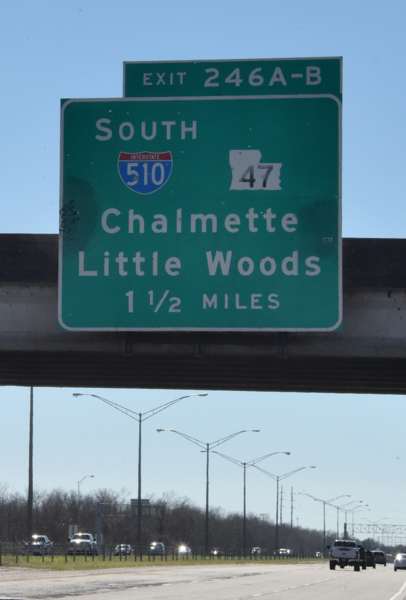 EXIT 246A-B
SOUTH
INTERSTATE
510 47
Chalmette
Little Woods
1 1/2 MILES